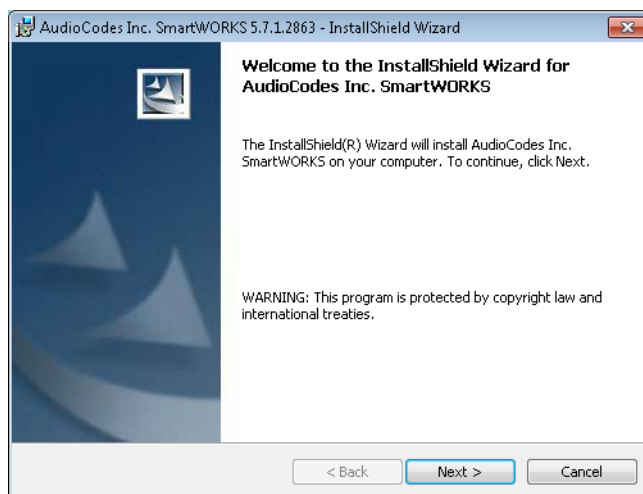 AudioCodes Inc. SmartWORKS 5.7.1.2863 - InstallShield Wizard
Welcome to the InstallShield Wizard for
AudioCodes Inc. SmartWORKS
The InstallShield(R) Wizard will install AudioCodes Inc.
SmartWORKS on your computer. To continue, click Next.
WARNING: This program is protected by copyright law and
international treaties.
< Back Next > Cancel